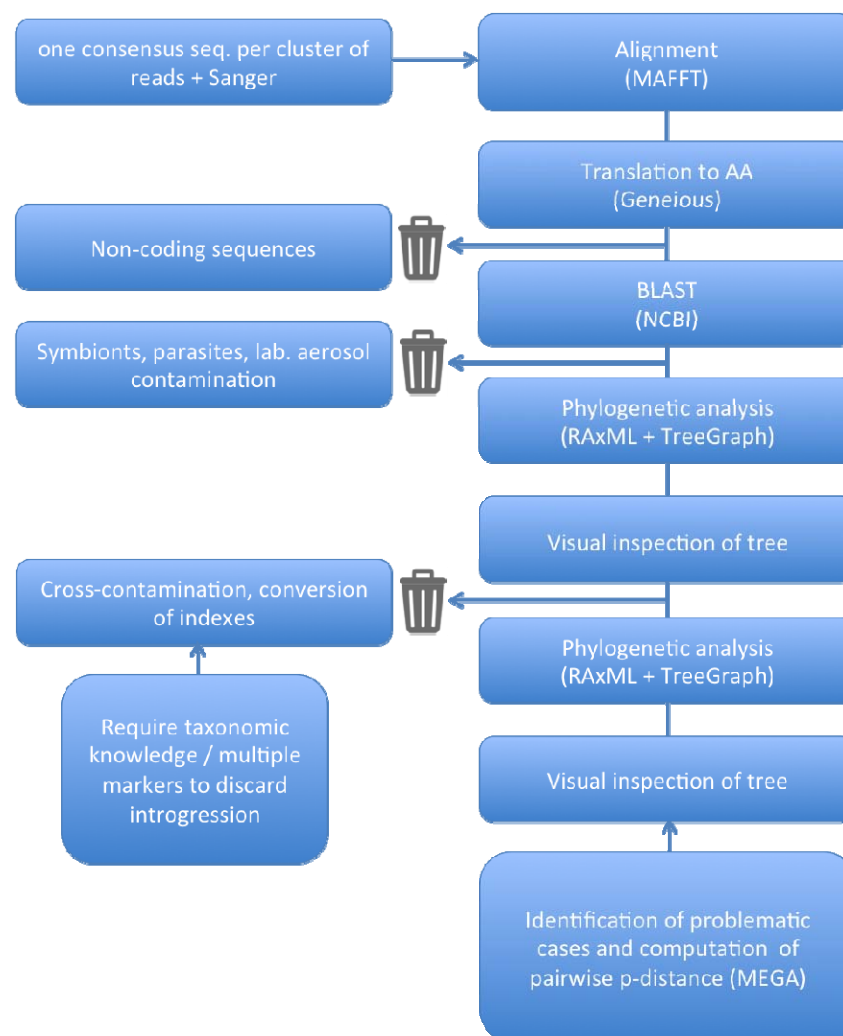 one consensus seq. per cluster of
reads + Sanger
Alignment
(MAFFT)
Translation to AA
(Geneious)
Non-coding sequences
BLAST
(NCBI)
Symbionts, parasites, lab. aerosol
contamination
Phylogenetic analysis
(RAxML + TreeGraph)
Visual inspection of tree
Cross-contamination, conversion
of indexes
Phylogenetic analysis
(RAxML + TreeGraph)
Require taxonomic
knowledge / multiple
markers to discard
introgression
Visual inspection of tree
Identification of problematic
cases and computation of
pairwise p-distance (MEGA)